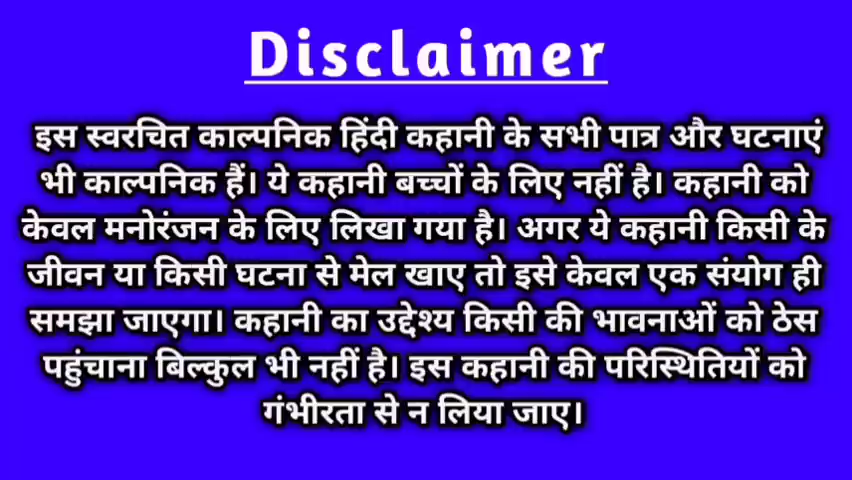 Disclaimer
इस स्वरचित काल्पनिक हिंदी कहानी के सभी पात्र और घटनाएं
भी काल्पनिक हैं। ये कहानी बच्चों के लिए नहीं है। कहानी को
केवल मनोरंजन के लिए लिखा गया है। अगर ये कहानी किसी के
जीवन या किसी घटना से मेल खाए तो इसे केवल एक संयोग ही
समझा जाएगा। कहानी का उद्देश्य किसी की भावनाओं को ठेस
पहुंचाना बिल्कुल भी नहीं है। इस कहानी की परिस्थितियों को
गंभीरता से न लिया जाए।